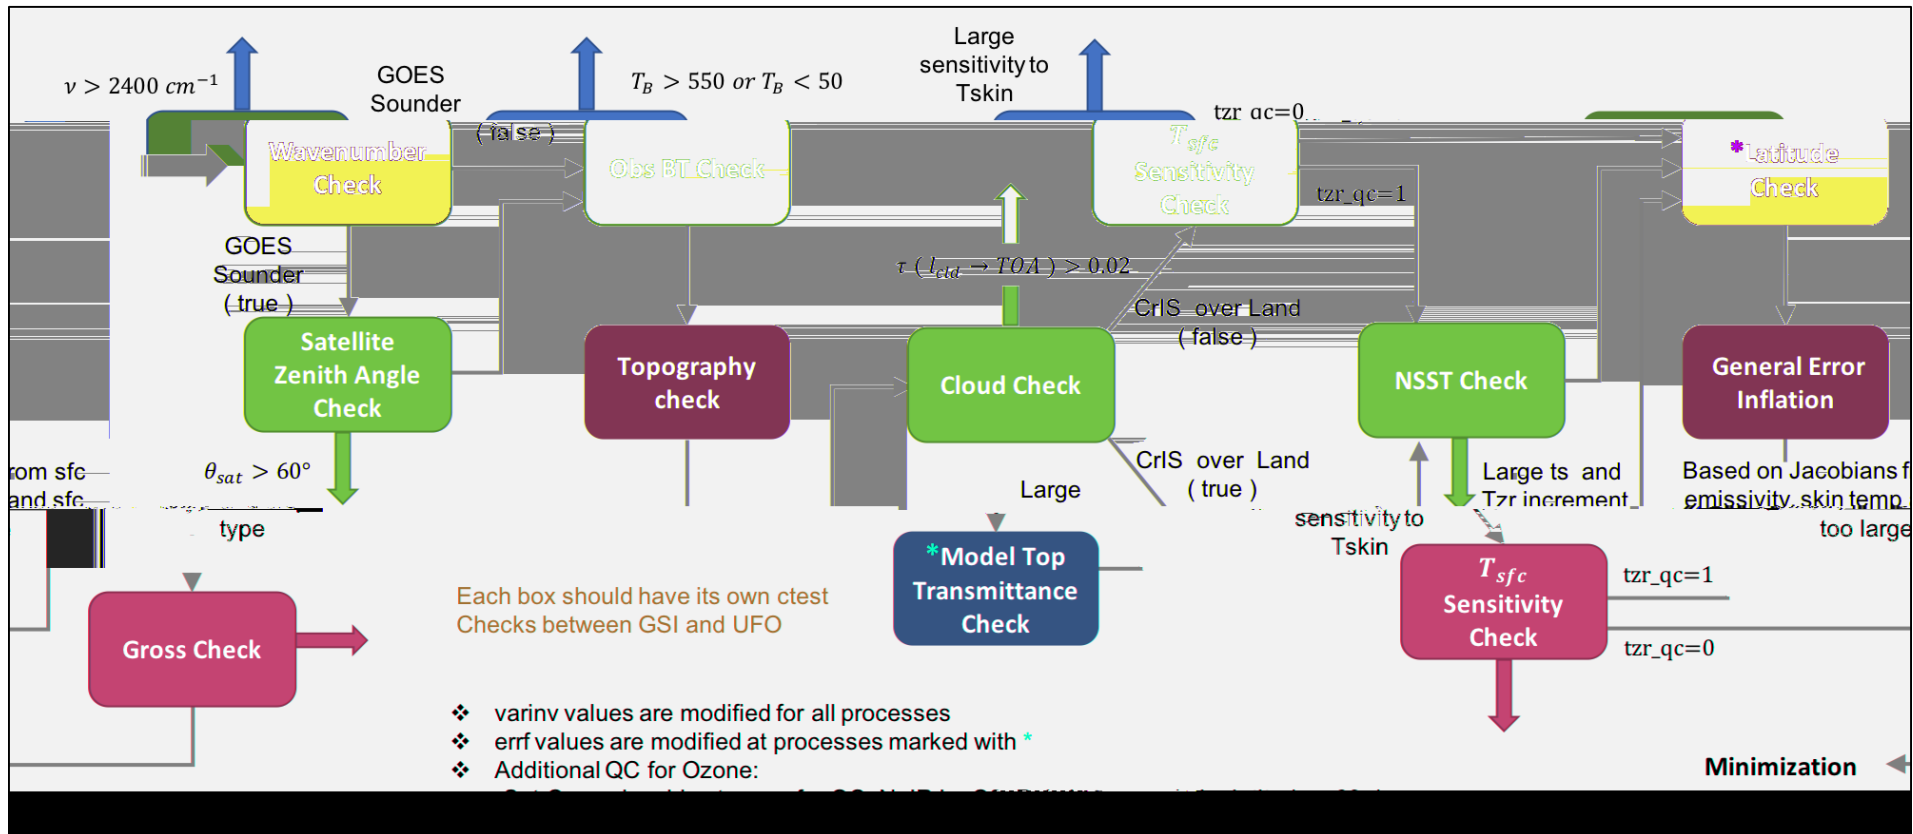 ν > 2400 cm⁻¹
GOES
Sounder
( false )
T_B > 550 or T_B < 50
Large
sensitivity to
Tskin
tzr_qc=0
Wavenumber
Check
Obs BT Check
T_sfc
Sensitivity
Check
tzr_qc=1
*Latitude
Check
GOES
Sounder
( true )
τ ( l_cld → TOA ) > 0.02
CrIS over Land
( false )
Satellite
Zenith Angle
Check
Topography
check
Cloud Check
NSST Check
General Error
Inflation
rom sfc
and sfc
type
θ_sat > 60°
Large
CrIS over Land
( true )
sensitivity to
Tskin
Large ts and
Tzr increment
Based on Jacobians f
emissivity, skin temp
too large
Gross Check
Each box should have its own ctest
Checks between GSI and UFO
*Model Top
Transmittance
Check
T_sfc
Sensitivity
Check
tzr_qc=1
tzr_qc=0
❖ varinv values are modified for all processes
❖ errf values are modified at processes marked with *
❖ Additional QC for Ozone:
Minimization